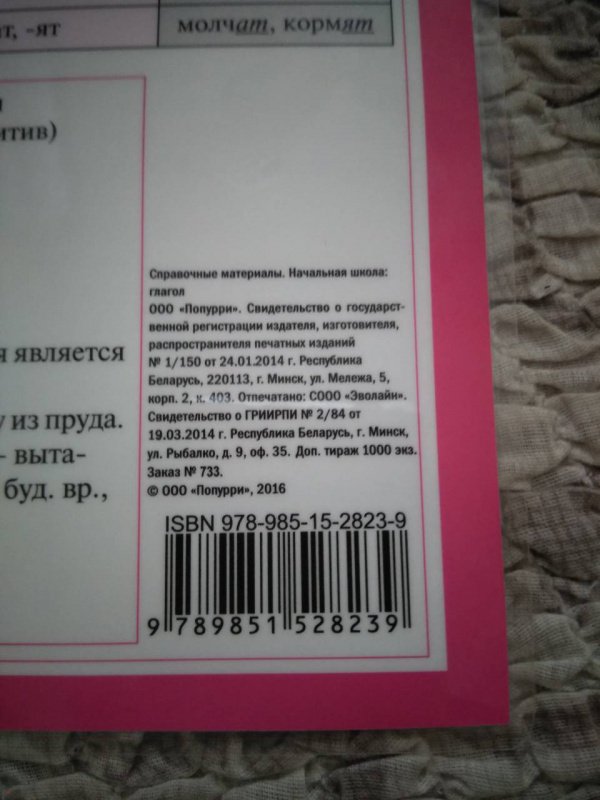 -ят
молчат, кормят
я является
из пруда.
- выта-
буд. вр.,
Справочные материалы. Начальная школа:
глагол
ООО «Попурри». Свидетельство о государст-
венной регистрации издателя, изготовителя,
распространителя печатных изданий
№ 1/150 от 24.01.2014 г. Республика
Беларусь, 220113, г. Минск, ул. Мележа, 5,
корп. 2, к. 403. Отпечатано: СООО «Эволайн».
Свидетельство о ГРИИРПИ № 2/84 от
19.03.2014 г. Республика Беларусь, г. Минск,
ул. Рыбалко, д. 9, оф. 35. Доп. тираж 1000 экз.
Заказ № 733.
© ООО «Попурри», 2016
ISBN 978-985-15-2823-9
9 789851 528239